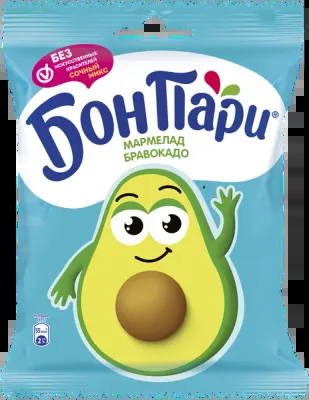 БЕЗ
ИСКУССТВЕННЫХ
КРАСИТЕЛЕЙ
СОЧНЫЙ
МИКС
БонПари®
МАРМЕЛАД
БРАВОКАДО